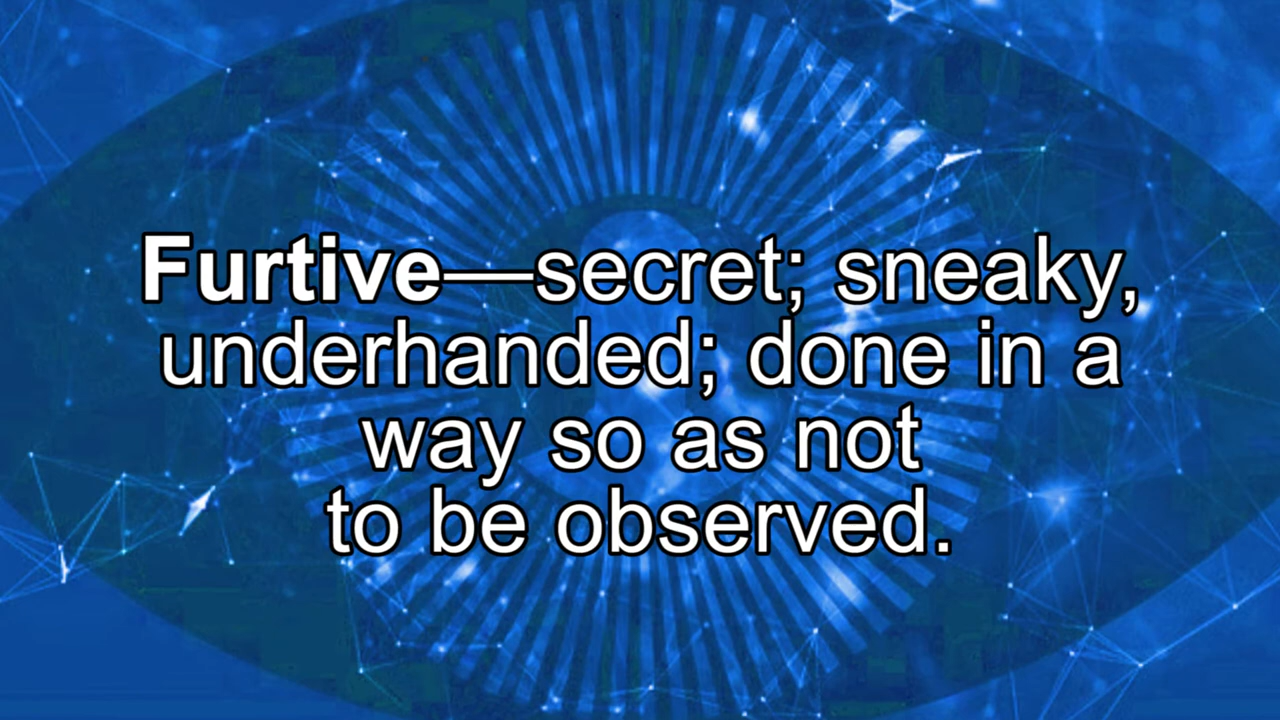 Furtive—secret; sneaky,
underhanded; done in a
way so as not
to be observed.